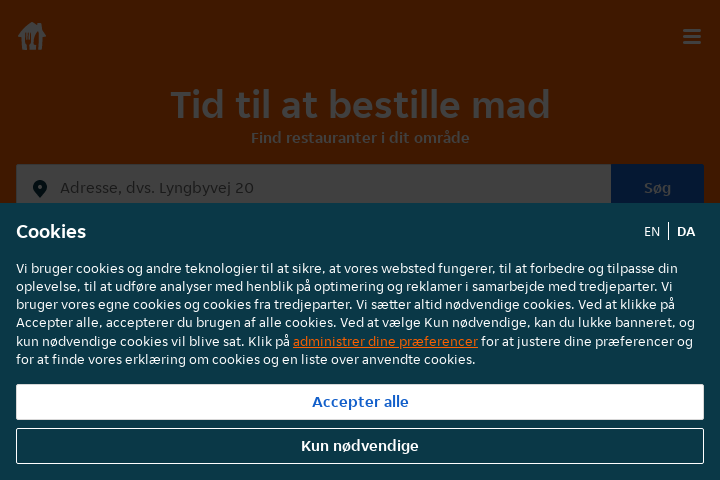 Tid til at bestille mad
Find restauranter i dit område
Adresse, dvs. Lyngbyvej 20
Søg
Cookies
EN
DA
Vi bruger cookies og andre teknologier til at sikre, at vores websted fungerer, til at forbedre og tilpasse din
oplevelse, til at udføre analyser med henblik på optimering og reklamer i samarbejde med tredjeparter. Vi
bruger vores egne cookies og cookies fra tredjeparter. Vi sætter altid nødvendige cookies. Ved at klikke på
Accepter alle, accepterer du brugen af alle cookies. Ved at vælge Kun nødvendige, kan du lukke banneret, og
kun nødvendige cookies vil blive sat. Klik på administrer dine præferencer for at justere dine præferencer og
for at finde vores erklæring om cookies og en liste over anvendte cookies.
Accepter alle
Kun nødvendige